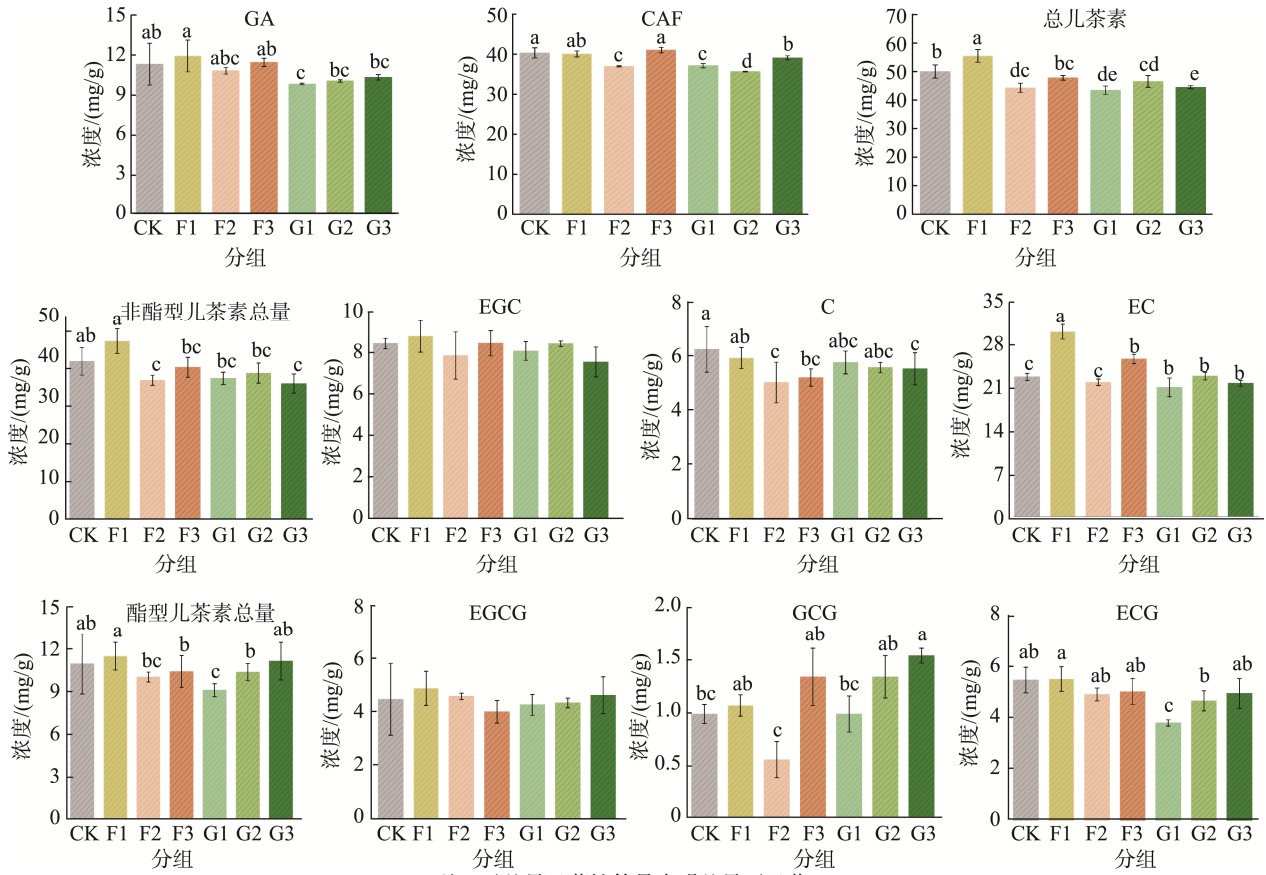 GA
15
12
9
6
3
0
浓度/(mg/g)
ab
a
abc
ab
c
bc
bc
CK F1 F2 F3 G1 G2 G3
分组
CAF
50
40
30
20
10
0
浓度/(mg/g)
a
ab
c
a
c
d
b
CK F1 F2 F3 G1 G2 G3
分组
总儿茶素
70
60
50
40
30
20
10
0
浓度/(mg/g)
b
a
dc
bc
de
cd
e
CK F1 F2 F3 G1 G2 G3
分组
非酯型儿茶素总量
50
40
30
20
10
0
浓度/(mg/g)
ab
a
c
bc
bc
bc
c
CK F1 F2 F3 G1 G2 G3
分组
EGC
10
8
6
4
2
0
浓度/(mg/g)
CK F1 F2 F3 G1 G2 G3
分组
C
8
6
4
2
0
浓度/(mg/g)
a
ab
c
bc
abc
abc
c
CK F1 F2 F3 G1 G2 G3
分组
EC
35
28
21
14
7
0
浓度/(mg/g)
c
a
c
b
b
b
b
CK F1 F2 F3 G1 G2 G3
分组
酯型儿茶素总量
15
12
9
6
3
0
浓度/(mg/g)
ab
a
bc
b
c
b
ab
CK F1 F2 F3 G1 G2 G3
分组
EGCG
8
6
4
2
0
浓度/(mg/g)
CK F1 F2 F3 G1 G2 G3
分组
GCG
2.0
1.5
1.0
0.5
0
浓度/(mg/g)
bc
ab
c
ab
bc
ab
a
CK F1 F2 F3 G1 G2 G3
分组
ECG
8
6
4
2
0
浓度/(mg/g)
ab
a
ab
ab
c
b
ab
CK F1 F2 F3 G1 G2 G3
分组